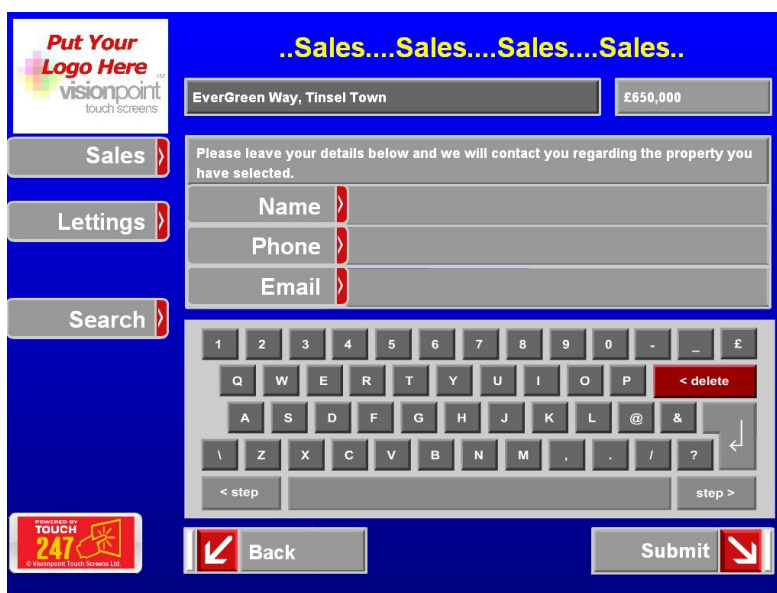 Put Your
Logo Here
visionpoint
TM
touch screens
..Sales....Sales....Sales....Sales..
EverGreen Way, Tinsel Town
£650,000
Sales
Lettings
Search
Please leave your details below and we will contact you regarding the property you
have selected.
Name
Phone
Email
1 2 3 4 5 6 7 8 9 0 - _ £
Q W E R T Y U I O P < delete
A S D F G H J K L @ &
\ Z X C V B N M , . / ?
< step step >
POWERED BY
TOUCH
247
© Visionpoint Touch Screens Ltd.
Back
Submit